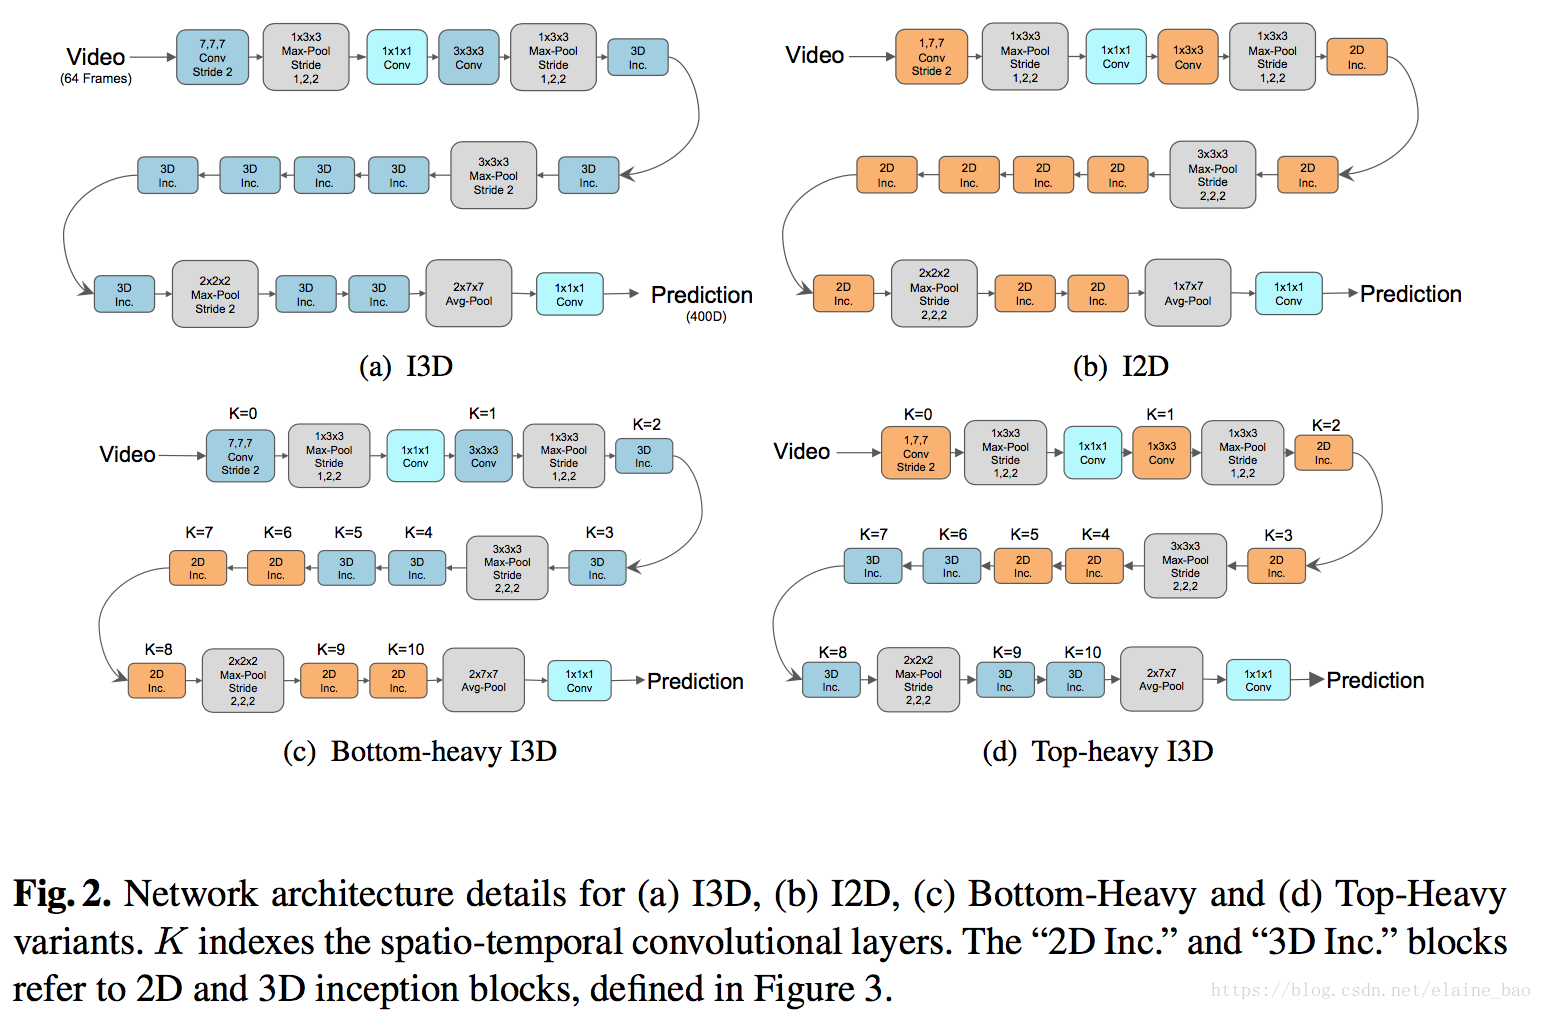 Video
(64 Frames)
7,7,7
Conv
Stride 2
1x3x3
Max-Pool
Stride
1,2,2
1x1x1
Conv
3x3x3
Conv
1x3x3
Max-Pool
Stride
1,2,2
3D
Inc.
3D
Inc.
3D
Inc.
3D
Inc.
3D
Inc.
3x3x3
Max-Pool
Stride 2
3D
Inc.
3D
Inc.
2x2x2
Max-Pool
Stride 2
3D
Inc.
3D
Inc.
2x7x7
Avg-Pool
1x1x1
Conv
Prediction
(400D)
(a) I3D
Video
1,7,7
Conv
Stride 2
1x3x3
Max-Pool
Stride
1,2,2
1x1x1
Conv
1x3x3
Conv
1x3x3
Max-Pool
Stride
1,2,2
2D
Inc.
2D
Inc.
2D
Inc.
2D
Inc.
2D
Inc.
3x3x3
Max-Pool
Stride
2,2,2
2D
Inc.
2D
Inc.
2x2x2
Max-Pool
Stride
2,2,2
2D
Inc.
2D
Inc.
1x7x7
Avg-Pool
1x1x1
Conv
Prediction
(b) I2D
K=0
K=1
K=2
Video
7,7,7
Conv
Stride 2
1x3x3
Max-Pool
Stride
1,2,2
1x1x1
Conv
3x3x3
Conv
1x3x3
Max-Pool
Stride
1,2,2
3D
Inc.
K=7
K=6
K=5
K=4
K=3
2D
Inc.
2D
Inc.
3D
Inc.
3D
Inc.
3x3x3
Max-Pool
Stride
2,2,2
3D
Inc.
K=8
K=9
K=10
2D
Inc.
2x2x2
Max-Pool
Stride
2,2,2
2D
Inc.
2D
Inc.
2x7x7
Avg-Pool
1x1x1
Conv
Prediction
(c) Bottom-heavy I3D
K=0
K=1
K=2
Video
1,7,7
Conv
Stride 2
1x3x3
Max-Pool
Stride
1,2,2
1x1x1
Conv
1x3x3
Conv
1x3x3
Max-Pool
Stride
1,2,2
2D
Inc.
K=7
K=6
K=5
K=4
K=3
3D
Inc.
3D
Inc.
2D
Inc.
2D
Inc.
3x3x3
Max-Pool
Stride
2,2,2
2D
Inc.
K=8
K=9
K=10
3D
Inc.
2x2x2
Max-Pool
Stride
2,2,2
3D
Inc.
3D
Inc.
2x7x7
Avg-Pool
1x1x1
Conv
Prediction
(d) Top-heavy I3D
Fig. 2. Network architecture details for (a) I3D, (b) I2D, (c) Bottom-Heavy and (d) Top-Heavy
variants. K indexes the spatio-temporal convolutional layers. The “2D Inc.” and “3D Inc.” blocks
refer to 2D and 3D inception blocks, defined in Figure 3.
https://blog.csdn.net/elaine_bao